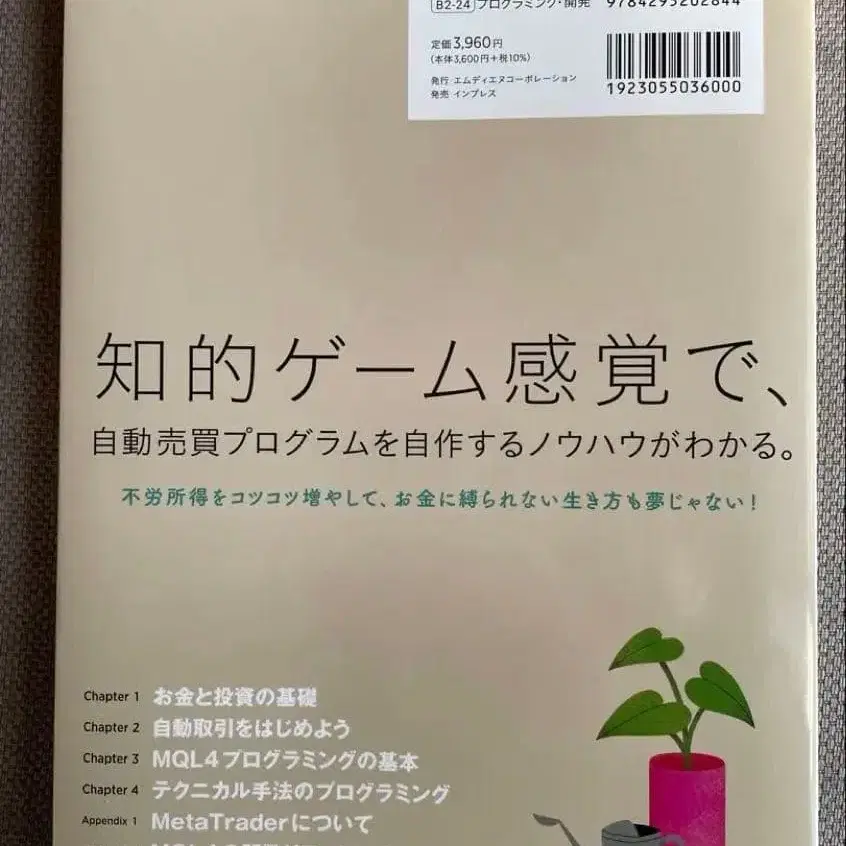 B2-24 プログラミング・開発
9784295202844
定価3,960円
(本体3,600円+税10%)
発行 エムディエヌコーポレーション
発売 インプレス
1923055036000
知的ゲーム感覚で、
自動売買プログラムを自作するノウハウがわかる。
不労所得をコツコツ増やして、お金に縛られない生き方も夢じゃない!
Chapter 1 お金と投資の基礎
Chapter 2 自動取引をはじめよう
Chapter 3 MQL4プログラミングの基本
Chapter 4 テクニカル手法のプログラミング
Appendix 1 MetaTraderについて